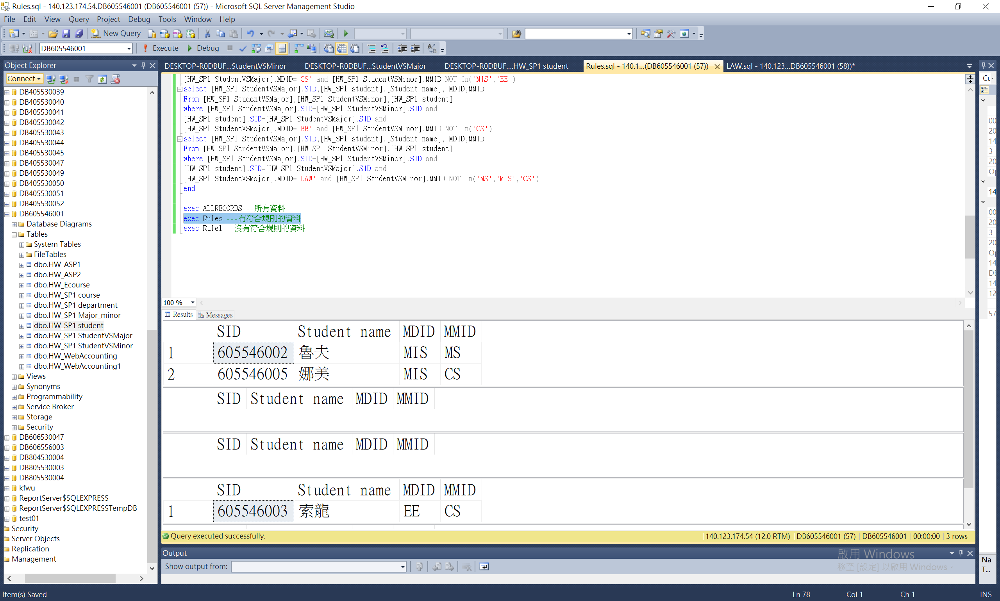 Rules.sql - 140.123.174.54.DB605546001 (DB605546001 (57)) - Microsoft SQL Server Management Studio
File Edit View Query Project Debug Tools Window Help
New Query
DB605546001 Execute Debug
Object Explorer
Connect
DB405530039
DB405530040
DB405530041
DB405530042
DB405530043
DB405530044
DB405530045
DB405530047
DB405530049
DB405530050
DB405530051
DB405530052
DB605546001
Database Diagrams
Tables
System Tables
FileTables
dbo.HW_ASP1
dbo.HW_ASP2
dbo.HW_Ecourse
dbo.HW_SP1 course
dbo.HW_SP1 department
dbo.HW_SP1 Major_minor
dbo.HW_SP1 student
dbo.HW_SP1 StudentVSMajor
dbo.HW_SP1 StudentVSMinor
dbo.HW_WebAccounting
dbo.HW_WebAccounting1
Views
Synonyms
Programmability
Service Broker
Storage
Security
DB606530047
DB606556003
DB804530004
DB805530003
DB805530004
kfwu
ReportServer$SQLEXPRESS
ReportServer$SQLEXPRESSTempDB
test01
Security
Server Objects
Replication
Management
DESKTOP-R0DBUF...StudentVSMinor DESKTOP-R0DBUF...StudentVSMajor DESKTOP-R0DBUF....HW_SP1 student Rules.sql - 140.1...(DB605546001 (57)) LAW.sql - 140.123...DB605546001 (58))*
[HW_SP1 StudentVSMajor].MDID='CS' and [HW_SP1 StudentVSMinor].MMID NOT In('MIS','EE')
select [HW_SP1 StudentVSMajor].SID,[HW_SP1 student].[Student name], MDID,MMID
From [HW_SP1 StudentVSMajor],[HW_SP1 StudentVSMinor],[HW_SP1 student]
where [HW_SP1 StudentVSMajor].SID=[HW_SP1 StudentVSMinor].SID and
[HW_SP1 student].SID=[HW_SP1 StudentVSMajor].SID and
[HW_SP1 StudentVSMajor].MDID='EE' and [HW_SP1 StudentVSMinor].MMID NOT In('CS')
select [HW_SP1 StudentVSMajor].SID,[HW_SP1 student].[Student name], MDID,MMID
From [HW_SP1 StudentVSMajor],[HW_SP1 StudentVSMinor],[HW_SP1 student]
where [HW_SP1 StudentVSMajor].SID=[HW_SP1 StudentVSMinor].SID and
[HW_SP1 student].SID=[HW_SP1 StudentVSMajor].SID and
[HW_SP1 StudentVSMajor].MDID='LAW' and [HW_SP1 StudentVSMinor].MMID NOT In('MS','MIS','CS')
end
exec ALLRECORDS---所有資料
exec Rules ---有符合規則的資料
exec Rule1---沒有符合規則的資料
100 %
Results Messages
SID Student name MDID MMID
1 605546002 魯夫 MIS MS
2 605546005 娜美 MIS CS
SID Student name MDID MMID
SID Student name MDID MMID
SID Student name MDID MMID
1 605546003 索龍 EE CS
Query executed successfully. 140.123.174.54 (12.0 RTM) DB605546001 (57) DB605546001 00:00:00 3 rows
Output
Show output from:
啟用 Windows
移至 [設定] 以啟用 Windows。
00
20
14
3
20
14
00
20
3
20
14
14
12
57
Na
T...
Item(s) Saved Ln 78 Col 1 Ch 1 INS